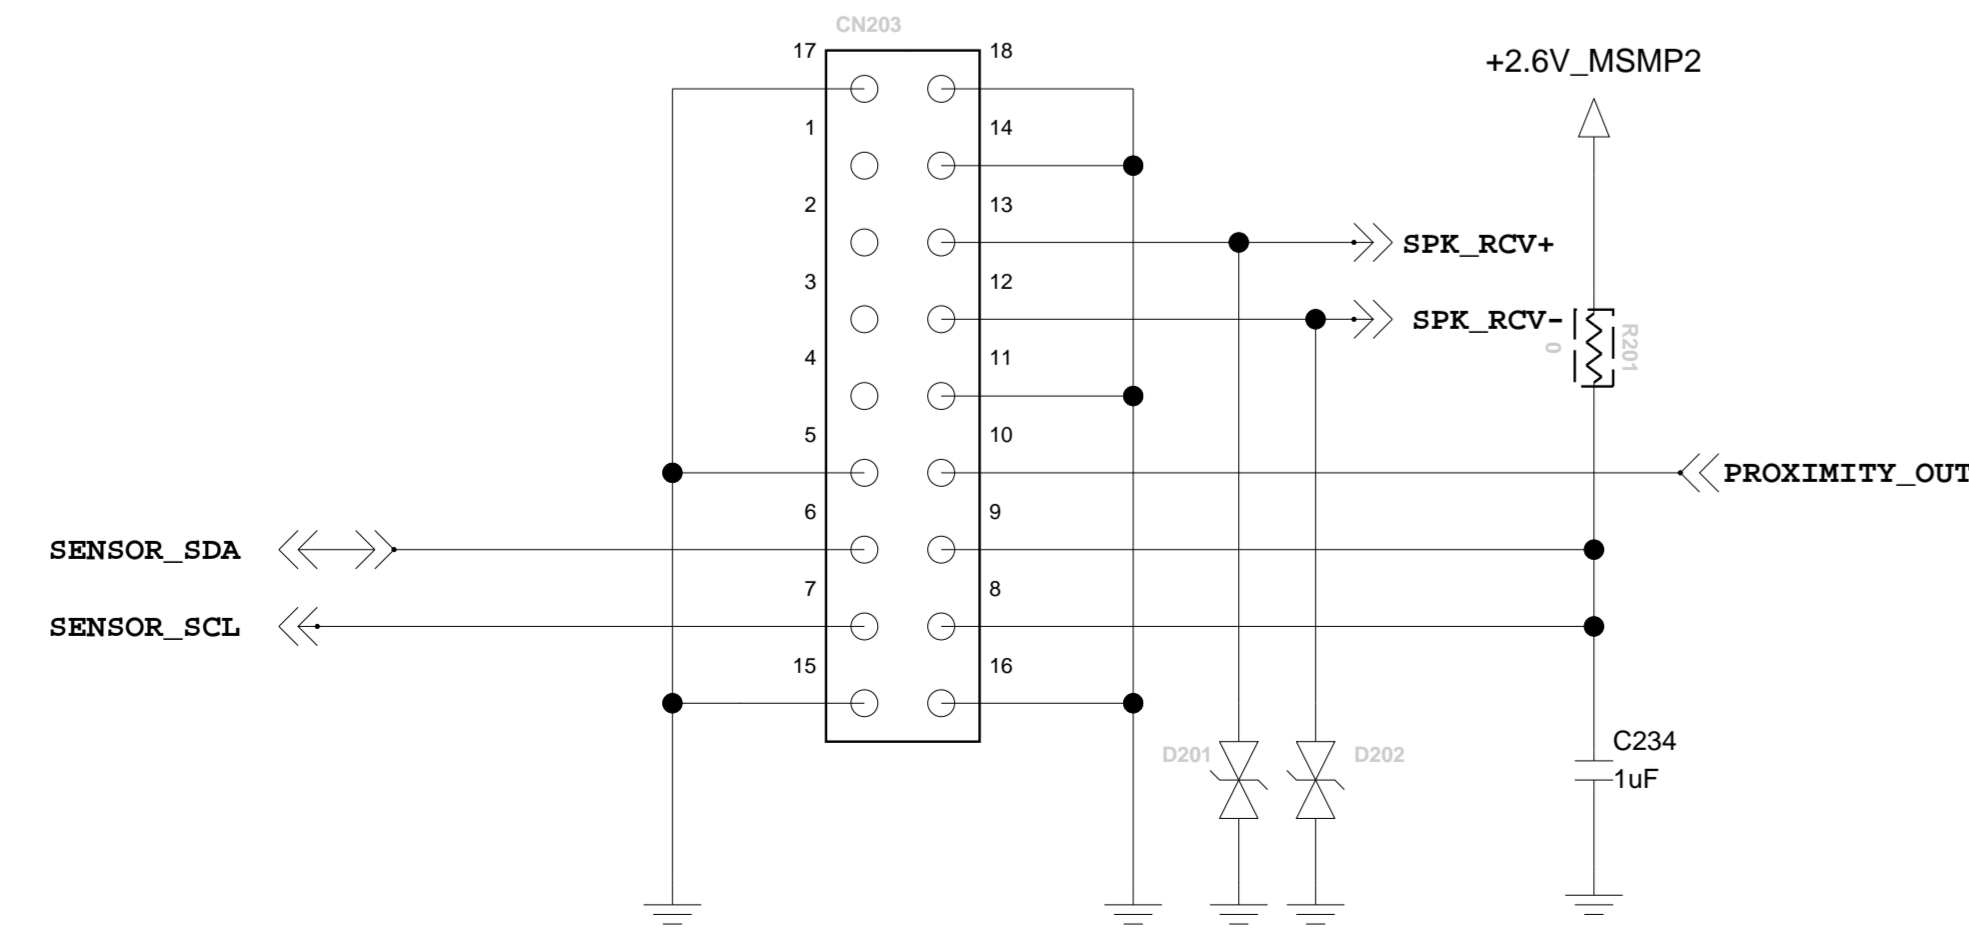 CN203
17 18
+2.6V_MSMP2
1 14
2 13
SPK_RCV+
3 12
SPK_RCV-
0
R201
4 11
5 10
PROXIMITY_OUT
6 9
SENSOR_SDA
7 8
SENSOR_SCL
15 16
D201
D202
C234
1uF